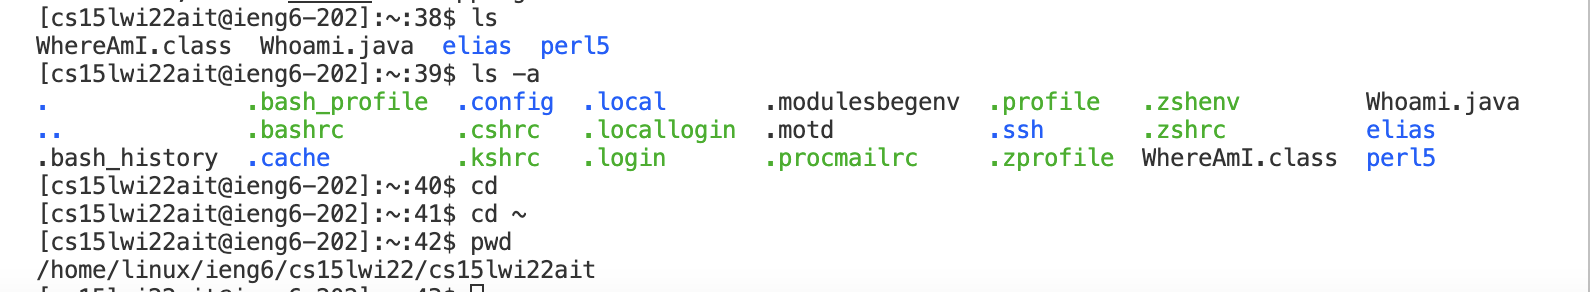 [cs15lwi22ait@ieng6-202]:~:38$ ls
WhereAmI.class  Whoami.java  elias  perl5
[cs15lwi22ait@ieng6-202]:~:39$ ls -a
.              .bash_profile  .config  .local       .modulesbegenv  .profile   .zshenv         Whoami.java
..             .bashrc        .cshrc   .locallogin  .motd           .ssh       .zshrc          elias
.bash_history  .cache         .kshrc   .login       .procmailrc     .zprofile  WhereAmI.class  perl5
[cs15lwi22ait@ieng6-202]:~:40$ cd
[cs15lwi22ait@ieng6-202]:~:41$ cd ~
[cs15lwi22ait@ieng6-202]:~:42$ pwd
/home/linux/ieng6/cs15lwi22/cs15lwi22ait